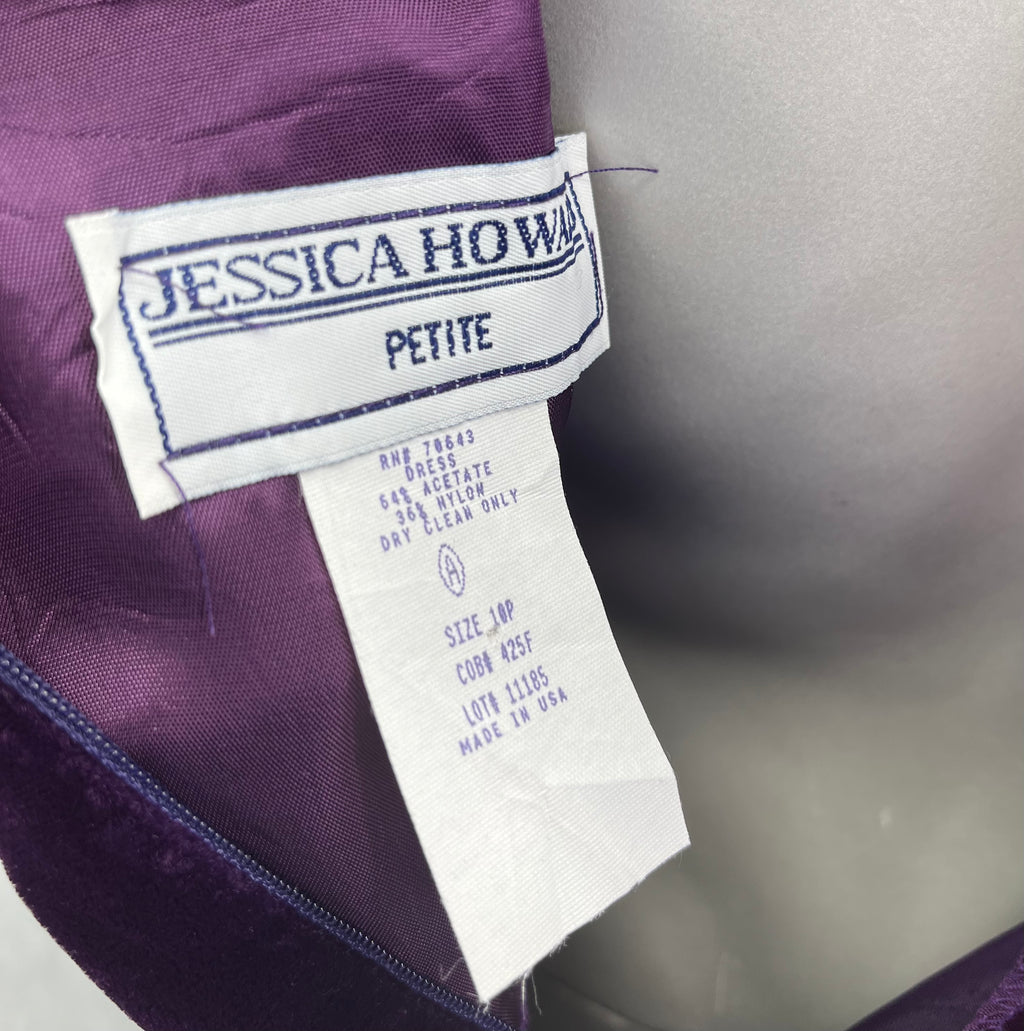 JESSICA HOWA
PETITE
RN# 70643
DRESS
64% ACETATE
36% NYLON
DRY CLEAN ONLY
A
SIZE 10P
COB# 425F
LOT# 11185
MADE IN USA